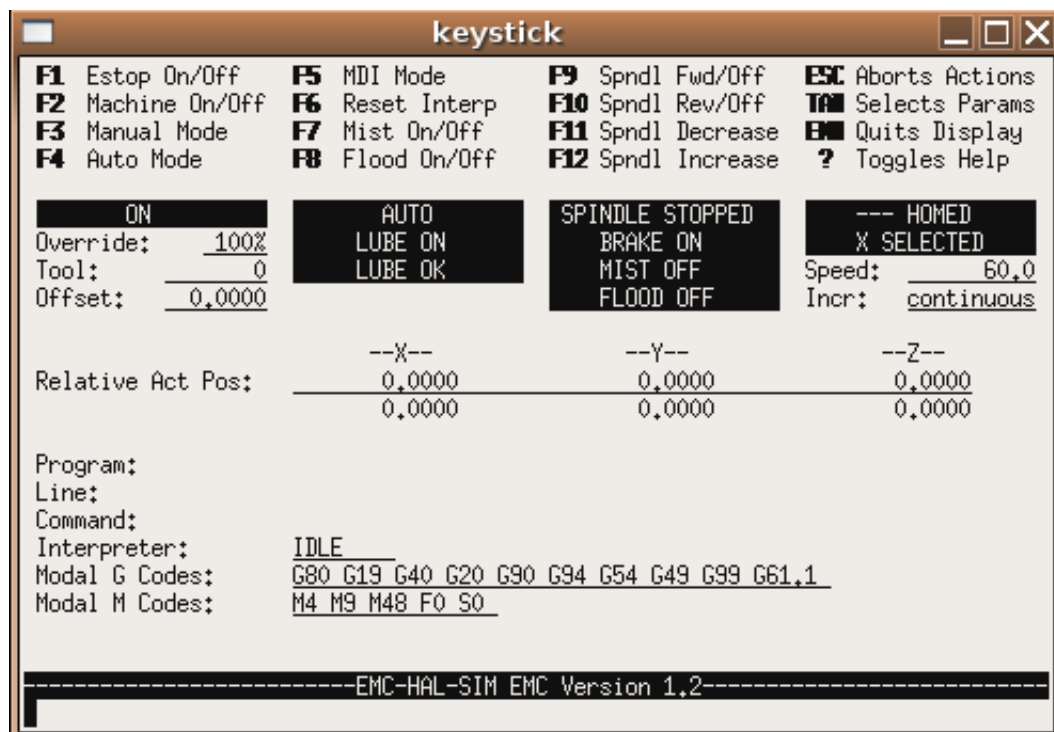 keystick
F1 Estop On/Off F5 MDI Mode F9 Spndl Fwd/Off ESC Aborts Actions
F2 Machine On/Off F6 Reset Interp F10 Spndl Rev/Off TAB Selects Params
F3 Manual Mode F7 Mist On/Off F11 Spndl Decrease END Quits Display
F4 Auto Mode F8 Flood On/Off F12 Spndl Increase ? Toggles Help
ON AUTO SPINDLE STOPPED --- HOMED
Override: 100% LUBE ON BRAKE ON X SELECTED
Tool: 0 LUBE OK MIST OFF Speed: 60.0
Offset: 0.0000 FLOOD OFF Incr: continuous
--X-- --Y-- --Z--
Relative Act Pos: 0.0000 0.0000 0.0000
0.0000 0.0000 0.0000
Program:
Line:
Command:
Interpreter: IDLE
Modal G Codes: G80 G19 G40 G20 G90 G94 G54 G49 G99 G61.1
Modal M Codes: M4 M9 M48 F0 S0
--------------------------EMC-HAL-SIM EMC Version 1.2---------------------------